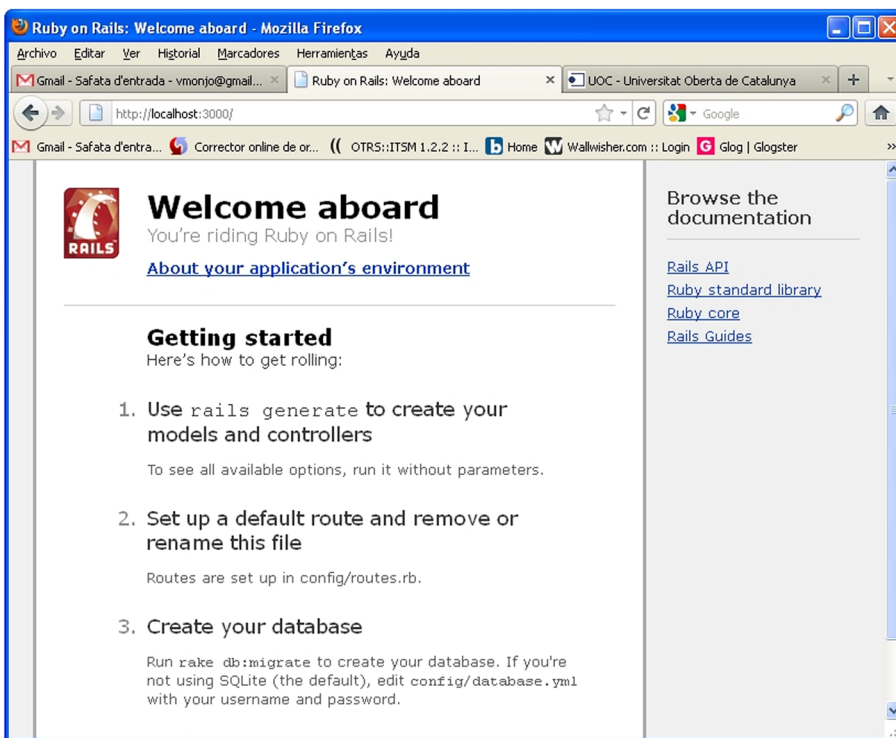 Ruby on Rails: Welcome aboard - Mozilla Firefox
Archivo Editar Ver Historial Marcadores Herramientas Ayuda
Gmail - Safata d'entrada - vmonjo@gmail... Ruby on Rails: Welcome aboard UOC - Universitat Oberta de Catalunya
http://localhost:3000/ Google
Gmail - Safata d'entra... Corrector online de or... OTRS::ITSM 1.2.2 :: I... Home Wallwisher.com :: Login Glog | Glogster
RAILS
Welcome aboard
You're riding Ruby on Rails!
About your application's environment
Getting started
Here's how to get rolling:
1. Use rails generate to create your
models and controllers
To see all available options, run it without parameters.
2. Set up a default route and remove or
rename this file
Routes are set up in config/routes.rb.
3. Create your database
Run rake db:migrate to create your database. If you're
not using SQLite (the default), edit config/database.yml
with your username and password.
Browse the
documentation
Rails API
Ruby standard library
Ruby core
Rails Guides